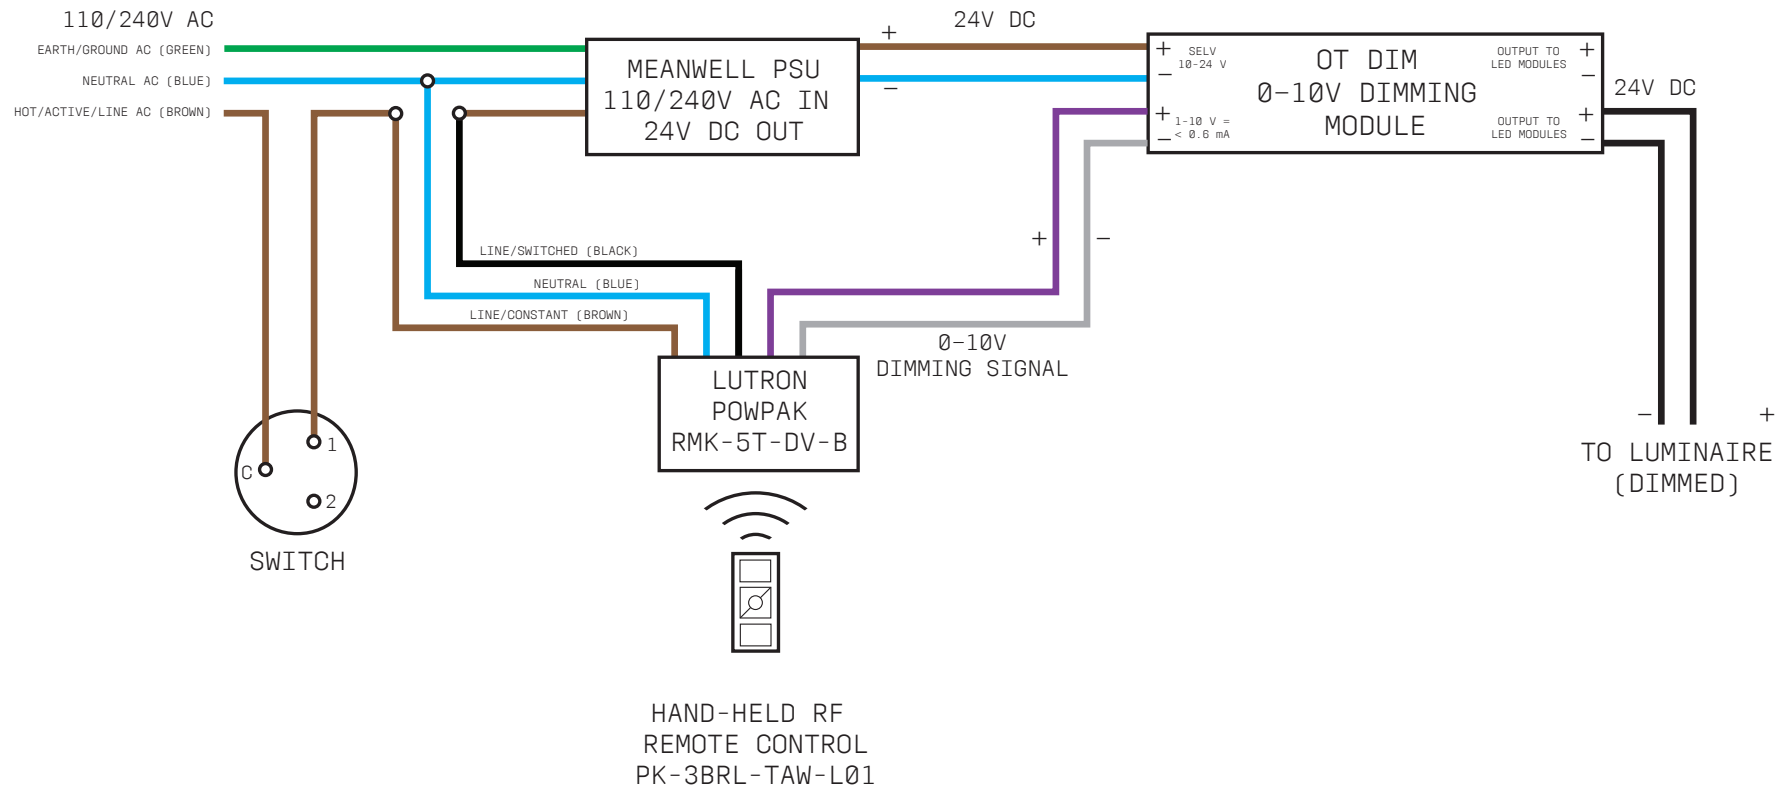 110/240V AC
EARTH/GROUND AC (GREEN)
NEUTRAL AC (BLUE)
HOT/ACTIVE/LINE AC (BROWN)
MEANWELL PSU
110/240V AC IN
24V DC OUT
+
24V DC
−
+ SELV
10-24 V
−
+ 1-10 V =
− < 0.6 mA
OT DIM
0-10V DIMMING
MODULE
OUTPUT TO +
LED MODULES −
OUTPUT TO +
LED MODULES −
24V DC
LINE/SWITCHED (BLACK)
NEUTRAL (BLUE)
LINE/CONSTANT (BROWN)
+ −
0-10V
DIMMING SIGNAL
LUTRON
POWPAK
RMK-5T-DV-B
C
1
2
SWITCH
− +
TO LUMINAIRE
(DIMMED)
HAND-HELD RF
REMOTE CONTROL
PK-3BRL-TAW-L01